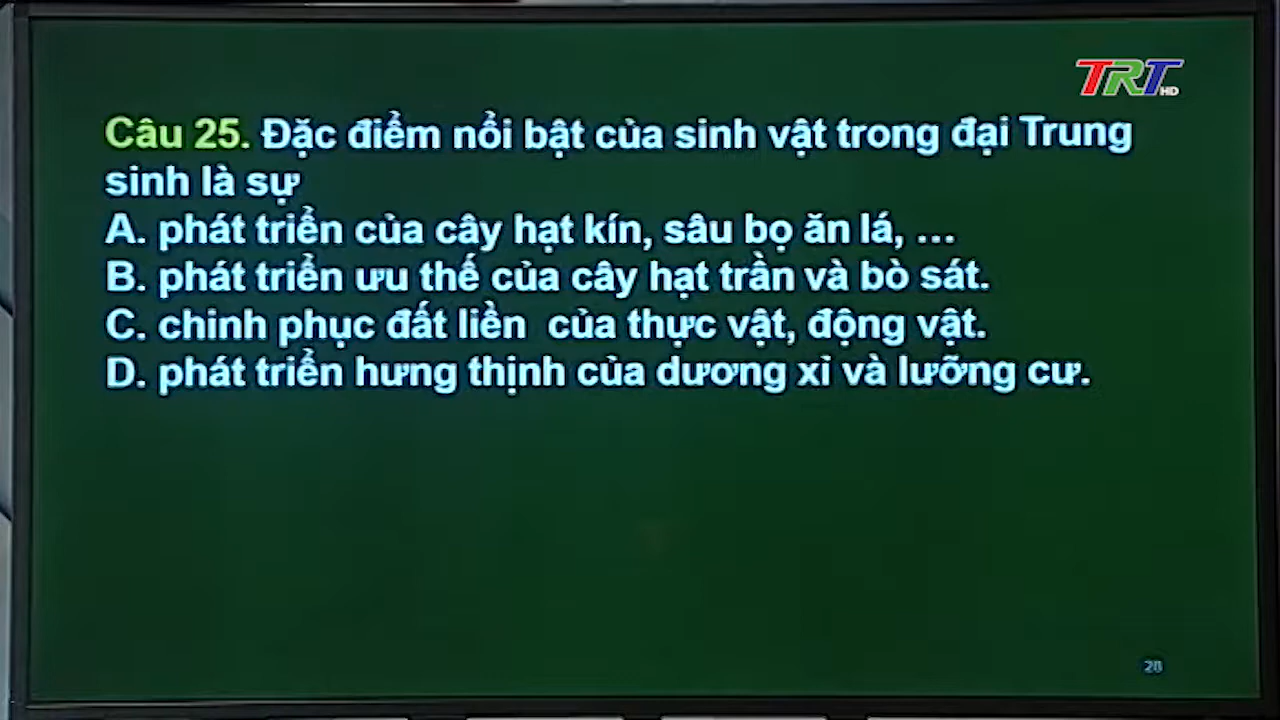 TRT HD
Câu 25. Đặc điểm nổi bật của sinh vật trong đại Trung
sinh là sự
A. phát triển của cây hạt kín, sâu bọ ăn lá, ...
B. phát triển ưu thế của cây hạt trần và bò sát.
C. chinh phục đất liền của thực vật, động vật.
D. phát triển hưng thịnh của dương xỉ và lưỡng cư.
28